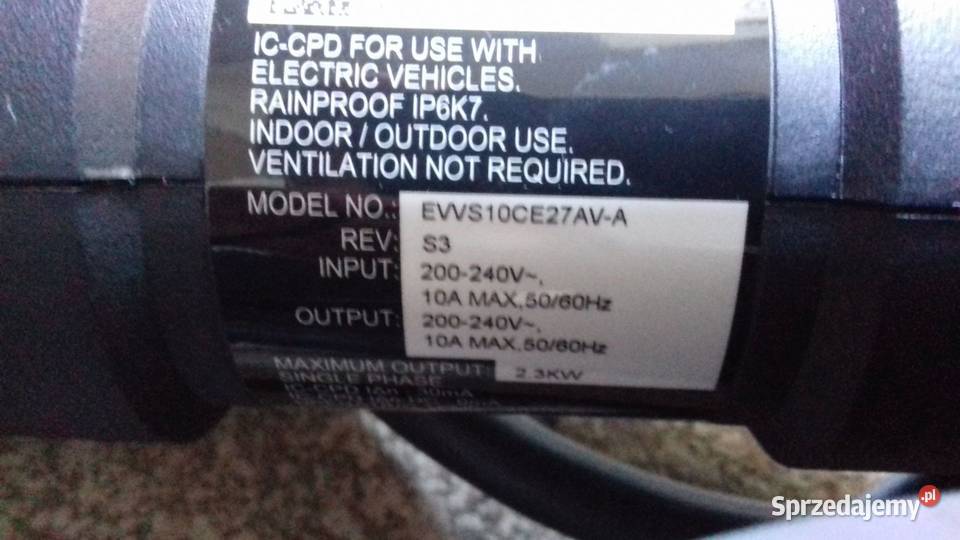 IC-CPD FOR USE WITH
ELECTRIC VEHICLES.
RAINPROOF IP6K7.
INDOOR / OUTDOOR USE.
VENTILATION NOT REQUIRED.
MODEL NO.: EVVS10CE27AV-A
REV: S3
INPUT: 200-240V~,
10A MAX,50/60Hz
OUTPUT: 200-240V~,
10A MAX,50/60Hz
MAXIMUM OUTPUT: 2.3KW
SINGLE PHASE
Sprzedajemy.pl